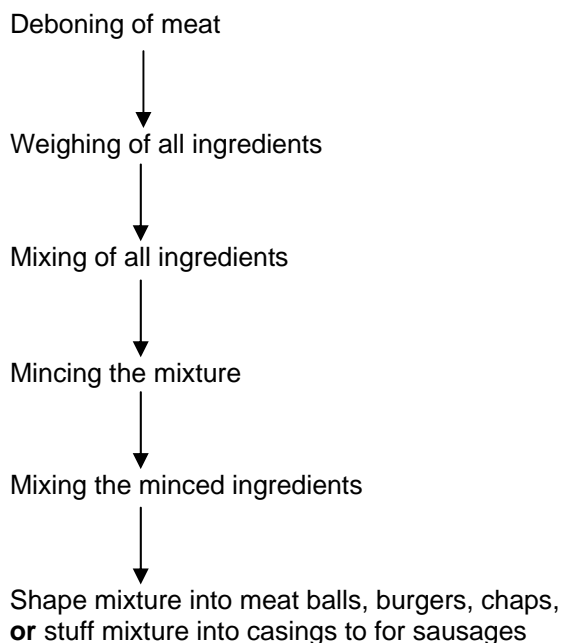 Deboning of meat
Weighing of all ingredients
Mixing of all ingredients
Mincing the mixture
Mixing the minced ingredients
Shape mixture into meat balls, burgers, chaps,
or stuff mixture into casings to for sausages